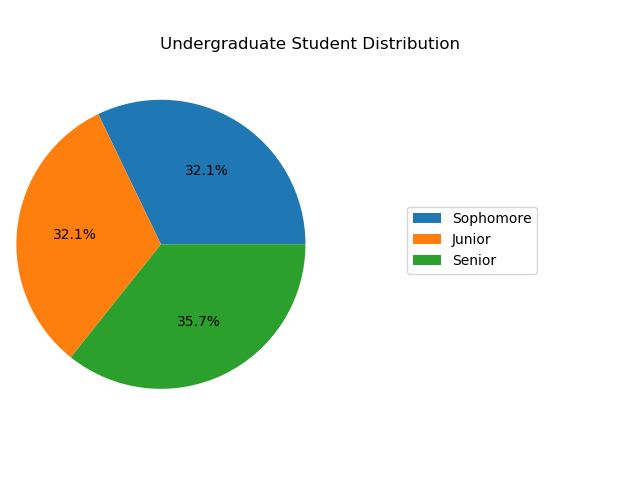 Undergraduate Student Distribution
32.1%
32.1%
35.7%
Sophomore
Junior
Senior